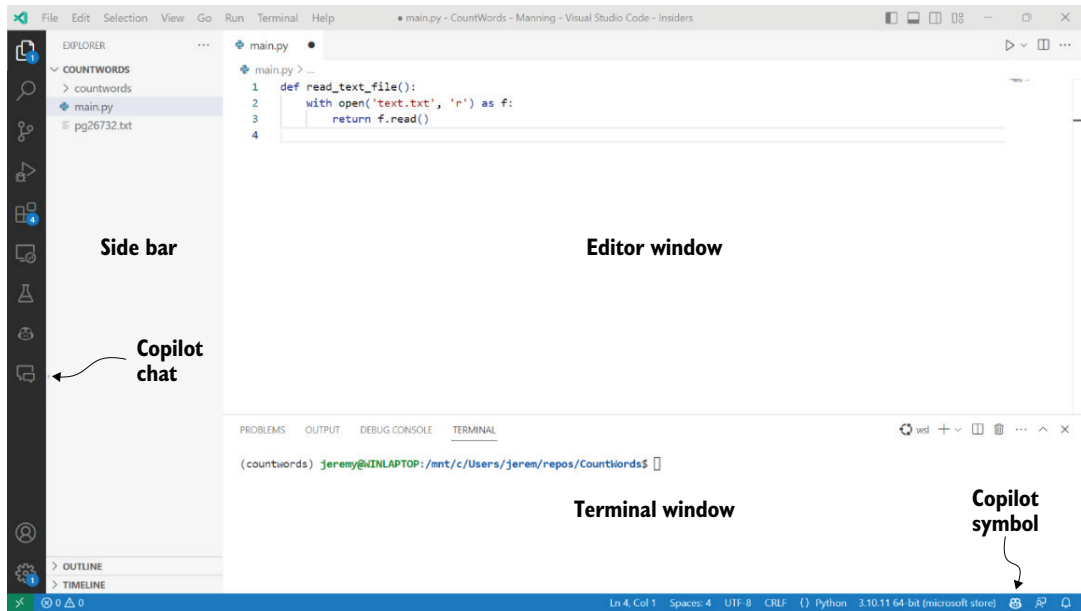 File Edit Selection View Go Run Terminal Help ● main.py - CountWords - Manning - Visual Studio Code - Insiders
EXPLORER ...
COUNTWORDS
> countwords
main.py
pg26732.txt
main.py ●
main.py > ...
1 def read_text_file():
2 with open('text.txt', 'r') as f:
3 return f.read()
4
1
4
Side bar
Editor window
Copilot
chat
PROBLEMS OUTPUT DEBUG CONSOLE TERMINAL
wsl
(countwords) jeremy@WINLAPTOP:/mnt/c/Users/jerem/repos/CountWords$
Terminal window
Copilot
symbol
> OUTLINE
> TIMELINE
1
0 0 Ln 4, Col 1 Spaces: 4 UTF-8 CRLF {} Python 3.10.11 64-bit (microsoft store)